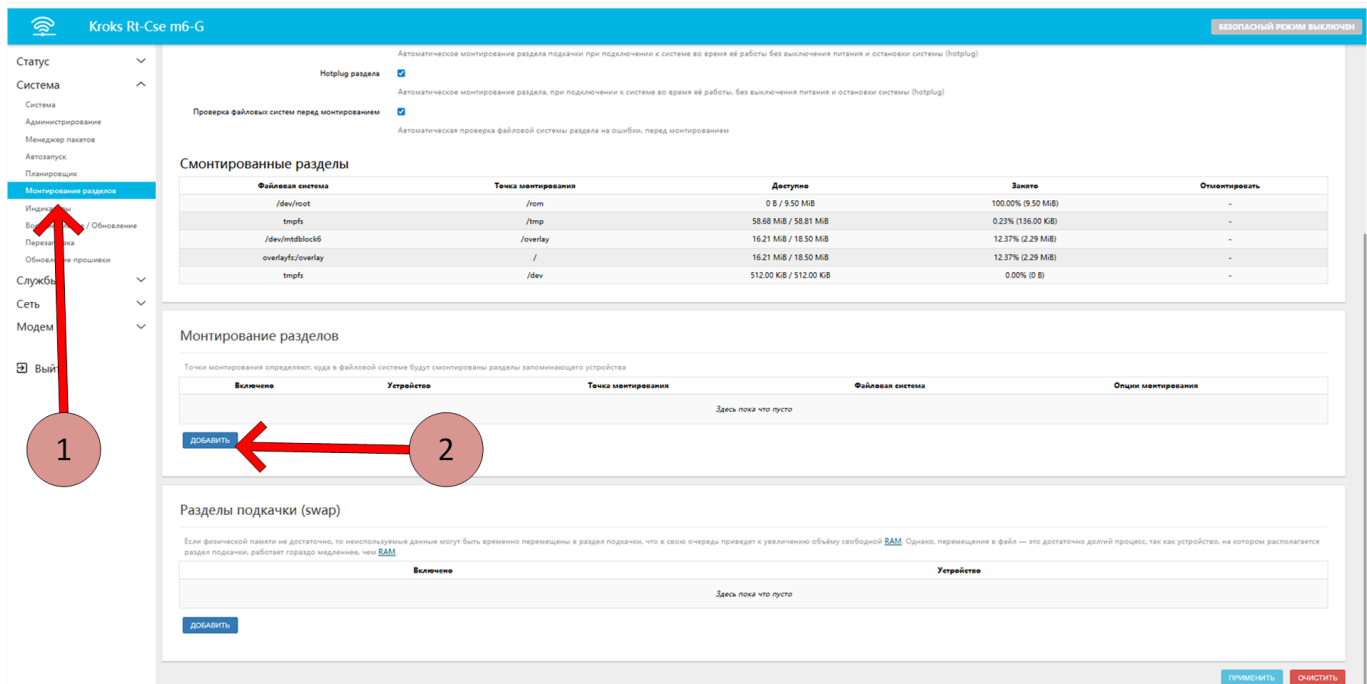 Kroks Rt-Cse m6-G
БЕЗОПАСНЫЙ РЕЖИМ ВЫКЛЮЧЕН
Статус
Система
Система
Администрирование
Менеджер пакетов
Автозапуск
Планировщик
Монтирование разделов
/ Обновление
прошивки
Сеть
Модем
1
Автоматическое монтирование раздела подкачки при подключении к системе во время её работы без выключения питания и остановки системы (hotplug)
Hotplug раздела
Автоматическое монтирование раздела, при подключении к системе во время её работы, без выключения питания и остановки системы (hotplug)
Проверка файловых систем перед монтированием
Автоматическая проверка файловой системы раздела на ошибки, перед монтированием
Смонтированные разделы
Файловая система Точка монтирования Доступно Занято Отмонтировать
/dev/root /rom 0 B / 9.50 MiB 100.00% (9.50 MiB) -
tmpfs /tmp 58.68 MiB / 58.81 MiB 0.23% (136.00 KiB) -
/dev/mtdblock6 /overlay 16.21 MiB / 18.50 MiB 12.37% (2.29 MiB) -
overlayfs:/overlay / 16.21 MiB / 18.50 MiB 12.37% (2.29 MiB) -
tmpfs /dev 512.00 KiB / 512.00 KiB 0.00% (0 B) -
Монтирование разделов
Точки монтирования определяют, куда в файловой системе будут смонтированы разделы запоминающего устройства
Включено Устройство Точка монтирования Файловая система Опции монтирования
Здесь пока что пусто
ДОБАВИТЬ
2
Разделы подкачки (swap)
Если физической памяти не достаточно, то неиспользуемые данные могут быть временно перемещены в раздел подкачки, что в свою очередь приведет к увеличению объёму свободной RAM. Однако, перемещение в файл — это достаточно долгий процесс, так как устройство, на котором располагается
раздел подкачки, работает гораздо медленнее, чем RAM.
Включено Устройство
Здесь пока что пусто
ДОБАВИТЬ
ПРИМЕНИТЬ ОЧИСТИТЬ